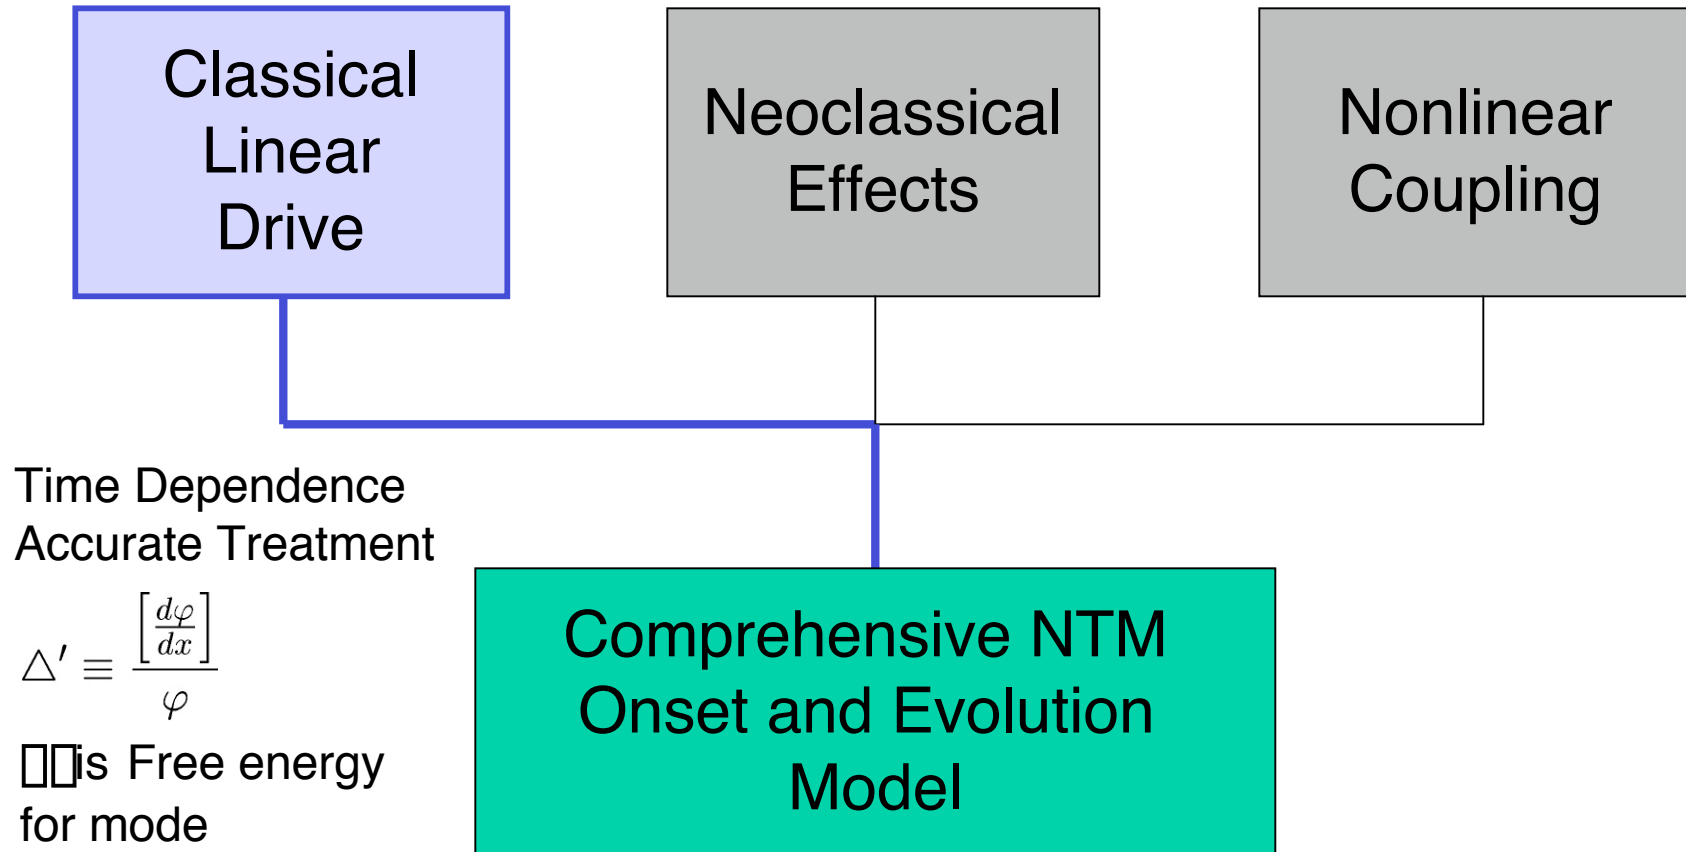 Classical
Linear
Drive
Neoclassical
Effects
Nonlinear
Coupling
Time Dependence
Accurate Treatment
△′ ≡ [dφ/dx]/φ
□□is Free energy
for mode
Comprehensive NTM
Onset and Evolution
Model